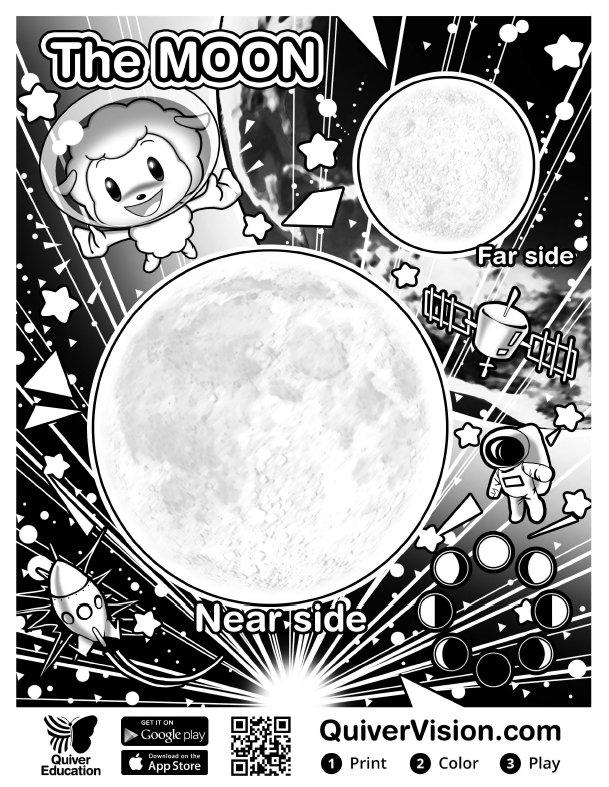 The MOON
Far side
Near side
Quiver
Education
GET IT ON
Google play
Download on the
App Store
QuiverVision.com
1 Print 2 Color 3 Play